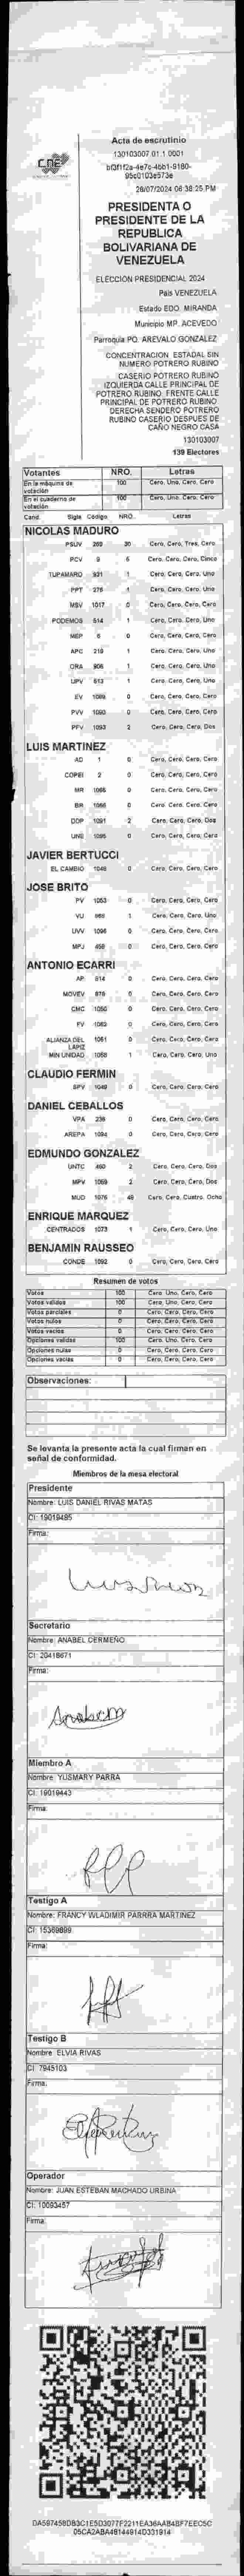 CNE
Acta de escrutinio
130103007.01.1.0001
28/07/2024 06:38:25 PM
PRESIDENTA O
PRESIDENTE DE LA
REPUBLICA
BOLIVARIANA DE
VENEZUELA
ELECCIÓN PRESIDENCIAL 2024
País VENEZUELA
Estado EDO. MIRANDA
Municipio MP. ACEVEDO
Parroquia PQ. AREVALO GONZALEZ
CONCENTRACION ESTADAL SIN
NUMERO POTRERO RUBINO
CASERIO POTRERO RUBINO
IZQUIERDA CALLE PRINCIPAL DE
POTRERO RUBINO. FRENTE CALLE
PRINCIPAL DE POTRERO RUBINO
DERECHA SENDERO POTRERO
RUBINO CASERIO DESPUES DE
CAÑO NEGRO CASA
130103007
139 Electores
Votantes NRO. Letras
En la máquina de votación 100 Cero, Uno, Cero, Cero
En el cuaderno de votación 100 Cero, Uno, Cero, Cero
Cand. Sigla Código NRO. Letras
NICOLAS MADURO
PSUV 269 30 Cero, Cero, Tres, Cero
PCV 9 5 Cero, Cero, Cero, Cinco
TUPAMARO 921 1 Cero, Cero, Cero, Uno
PPT 276 1 Cero, Cero, Cero, Uno
MSV 1017 0 Cero, Cero, Cero, Cero
PODEMOS 514 1 Cero, Cero, Cero, Uno
MEP 6 0 Cero, Cero, Cero, Cero
APC 219 1 Cero, Cero, Cero, Uno
ORA 906 1 Cero, Cero, Cero, Uno
UPV 613 1 Cero, Cero, Cero, Uno
EV 1089 0 Cero, Cero, Cero, Cero
PVV 1090 0 Cero, Cero, Cero, Cero
PFV 1093 2 Cero, Cero, Cero, Dos
LUIS MARTINEZ
AD 1 0 Cero, Cero, Cero, Cero
COPEI 2 0 Cero, Cero, Cero, Cero
MR 0 Cero, Cero, Cero, Cero
BR 0 Cero, Cero, Cero, Cero
DDP 1091 2 Cero, Cero, Cero, Dos
UNE 1095 0 Cero, Cero, Cero, Cero
JAVIER BERTUCCI
EL CAMBIO 1048 0 Cero, Cero, Cero, Cero
JOSE BRITO
PV 1053 0 Cero, Cero, Cero, Cero
VU 1 Cero, Cero, Cero, Uno
UVV 1096 0 Cero, Cero, Cero, Cero
MPJ 0 Cero, Cero, Cero, Cero
ANTONIO ECARRI
AP 814 0 Cero, Cero, Cero, Cero
MOVEV 0 Cero, Cero, Cero, Cero
CMC 1050 0 Cero, Cero, Cero, Cero
FV 0 Cero, Cero, Cero, Cero
ALIANZA DEL LAPIZ 1051 0 Cero, Cero, Cero, Cero
MIN UNIDAD 1058 1 Cero, Cero, Cero, Uno
CLAUDIO FERMIN
SPV 1049 0 Cero, Cero, Cero, Cero
DANIEL CEBALLOS
VPA 239 0 Cero, Cero, Cero, Cero
AREPA 1094 0 Cero, Cero, Cero, Cero
EDMUNDO GONZALEZ
UNTC 460 2 Cero, Cero, Cero, Dos
MPV 1059 2 Cero, Cero, Cero, Dos
MUD 1076 48 Cero, Cero, Cuatro, Ocho
ENRIQUE MARQUEZ
CENTRADOS 1073 1 Cero, Cero, Cero, Uno
BENJAMIN RAUSSEO
CONDE 1092 0 Cero, Cero, Cero, Cero
Resumen de votos
Votos 100 Cero, Uno, Cero, Cero
Votos válidos 100 Cero, Uno, Cero, Cero
Votos parciales 0 Cero, Cero, Cero, Cero
Votos nulos 0 Cero, Cero, Cero, Cero
Votos vacíos 0 Cero, Cero, Cero, Cero
Opciones válidas 100 Cero, Uno, Cero, Cero
Opciones nulas 0 Cero, Cero, Cero, Cero
Opciones vacías 0 Cero, Cero, Cero, Cero
Observaciones:
Se levanta la presente acta la cual firman en
señal de conformidad.
Miembros de la mesa electoral
Presidente
Nombre: LUIS DANIEL RIVAS MATAS
CI: 19019485
Firma:
Secretario
Nombre: ANABEL CERMEÑO
CI: 20418671
Firma:
Miembro A
Nombre: YUSMARY PARRA
CI: 19019443
Firma:
Testigo A
Nombre: FRANCY WLADIMIR PARRRA MARTINEZ
CI: 15369899
Firma:
Testigo B
Nombre: ELVIA RIVAS
CI: 7945103
Firma:
Operador
Nombre: JUAN ESTEBAN MACHADO URBINA
CI: 10093457
Firma: